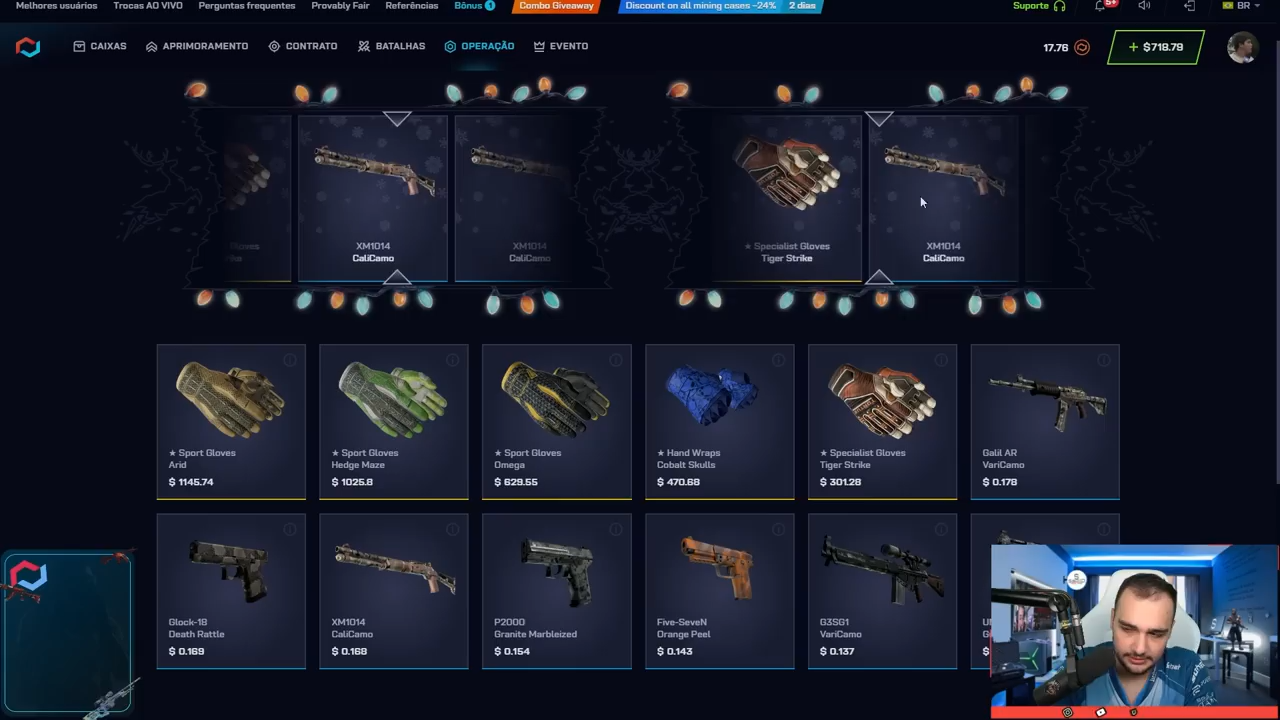 Melhores usuários
Trocas AO VIVO
Perguntas frequentes
Provably Fair
Referências
Bônus 1
Combo Giveaway
Discount on all mining cases −24%
2 dias
Suporte
5+
BR
CAIXAS
APRIMORAMENTO
CONTRATO
BATALHAS
OPERAÇÃO
EVENTO
17.76
+ $718.79
XM1014
CaliCamo
XM1014
CaliCamo
★ Specialist Gloves
Tiger Strike
XM1014
CaliCamo
★ Sport Gloves
Arid
$ 1145.74
★ Sport Gloves
Hedge Maze
$ 1025.8
★ Sport Gloves
Omega
$ 629.55
★ Hand Wraps
Cobalt Skulls
$ 470.68
★ Specialist Gloves
Tiger Strike
$ 301.28
Galil AR
VariCamo
$ 0.178
Glock-18
Death Rattle
$ 0.169
XM1014
CaliCamo
$ 0.168
P2000
Granite Marbleized
$ 0.154
Five-SeveN
Orange Peel
$ 0.143
G3SG1
VariCamo
$ 0.137
$